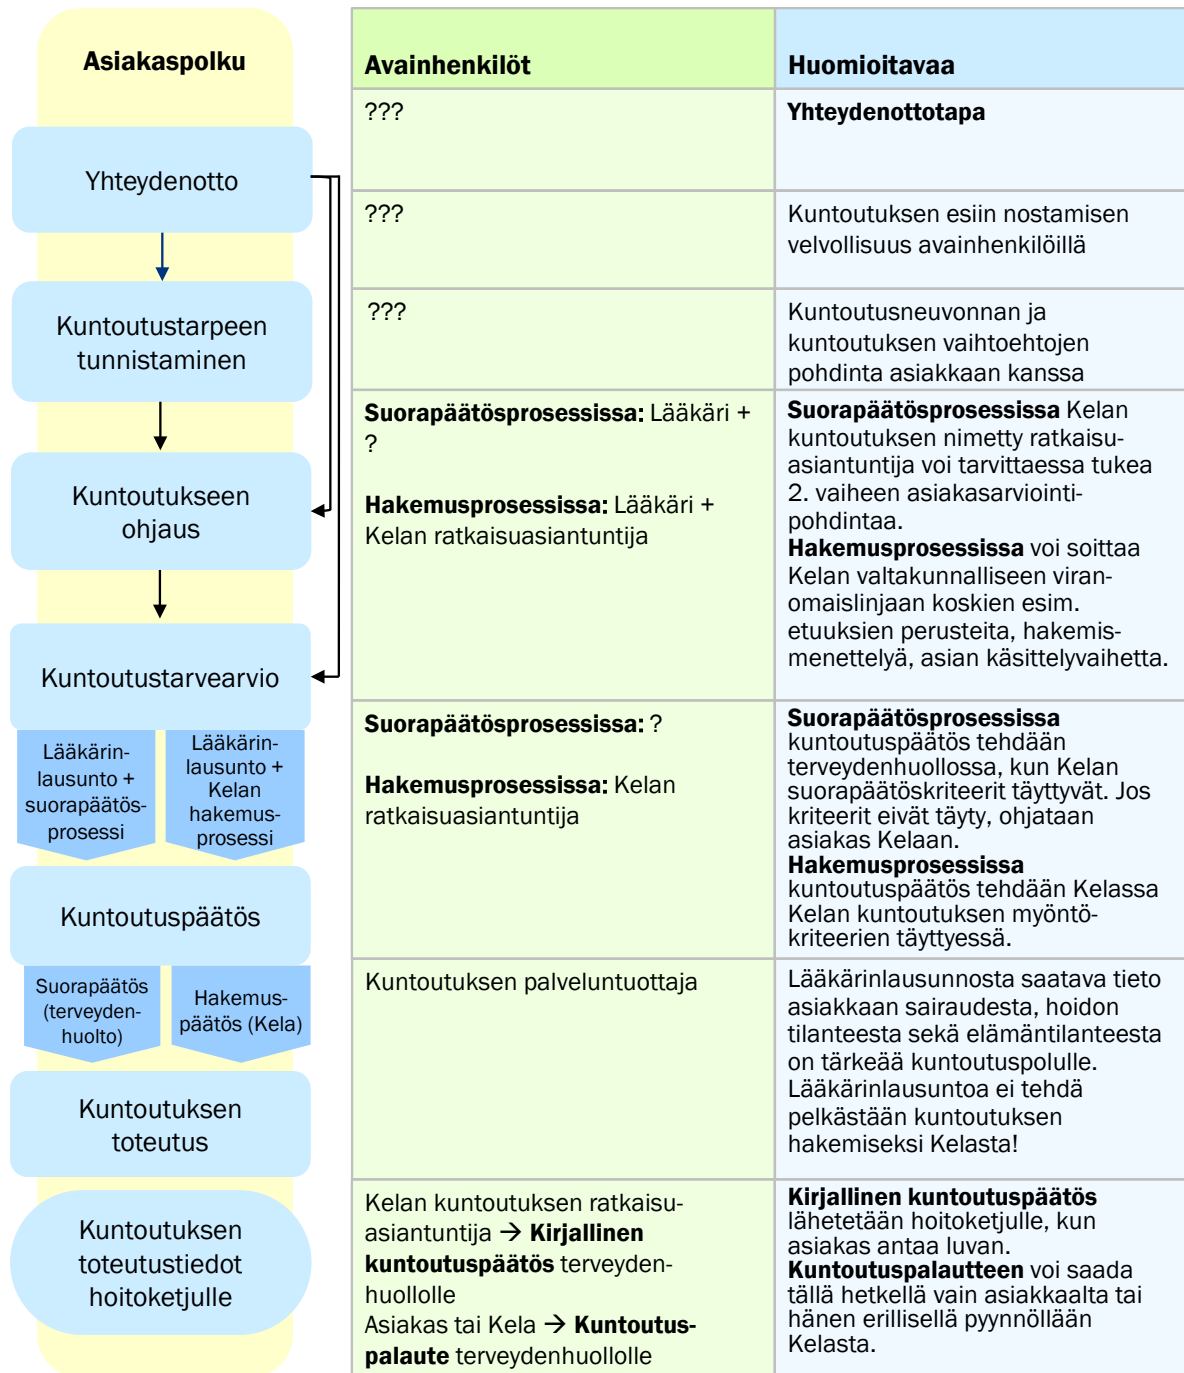 Asiakaspolku
Yhteydenotto
Kuntoutustarpeen
tunnistaminen
Kuntoutukseen
ohjaus
Kuntoutustarvearvio
Lääkärin-
lausunto +
suorapäätös-
prosessi
Lääkärin-
lausunto +
Kelan
hakemus-
prosessi
Kuntoutuspäätös
Suorapäätös
(terveyden-
huolto)
Hakemus-
päätös (Kela)
Kuntoutuksen
toteutus
Kuntoutuksen
toteutustiedot
hoitoketjulle
Avainhenkilöt
Huomioitavaa
???
Yhteydenottotapa
???
Kuntoutuksen esiin nostamisen
velvollisuus avainhenkilöillä
???
Kuntoutusneuvonnan ja
kuntoutuksen vaihtoehtojen
pohdinta asiakkaan kanssa
Suorapäätösprosessissa: Lääkäri +
?
Hakemusprosessissa: Lääkäri +
Kelan ratkaisuasiantuntija
Suorapäätösprosessissa Kelan
kuntoutuksen nimetty ratkaisu-
asiantuntija voi tarvittaessa tukea
2. vaiheen asiakasarviointi-
pohdintaa.
Hakemusprosessissa voi soittaa
Kelan valtakunnalliseen viran-
omaislinjaan koskien esim.
etuuksien perusteita, hakemis-
menettelyä, asian käsittelyvaihetta.
Suorapäätösprosessissa: ?
Hakemusprosessissa: Kelan
ratkaisuasiantuntija
Suorapäätösprosessissa
kuntoutuspäätös tehdään
terveydenhuollossa, kun Kelan
suorapäätöskriteerit täyttyvät. Jos
kriteerit eivät täyty, ohjataan
asiakas Kelaan.
Hakemusprosessissa
kuntoutuspäätös tehdään Kelassa
Kelan kuntoutuksen myöntö-
kriteerien täyttyessä.
Kuntoutuksen palveluntuottaja
Lääkärinlausunnosta saatava tieto
asiakkaan sairaudesta, hoidon
tilanteesta sekä elämäntilanteesta
on tärkeää kuntoutuspolulle.
Lääkärinlausuntoa ei tehdä
pelkästään kuntoutuksen
hakemiseksi Kelasta!
Kelan kuntoutuksen ratkaisu-
asiantuntija → Kirjallinen
kuntoutuspäätös terveyden-
huollolle
Asiakas tai Kela → Kuntoutus-
palaute terveydenhuollolle
Kirjallinen kuntoutuspäätös
lähetetään hoitoketjulle, kun
asiakas antaa luvan.
Kuntoutuspalautteen voi saada
tällä hetkellä vain asiakkaalta tai
hänen erillisellä pyynnöllään
Kelasta.